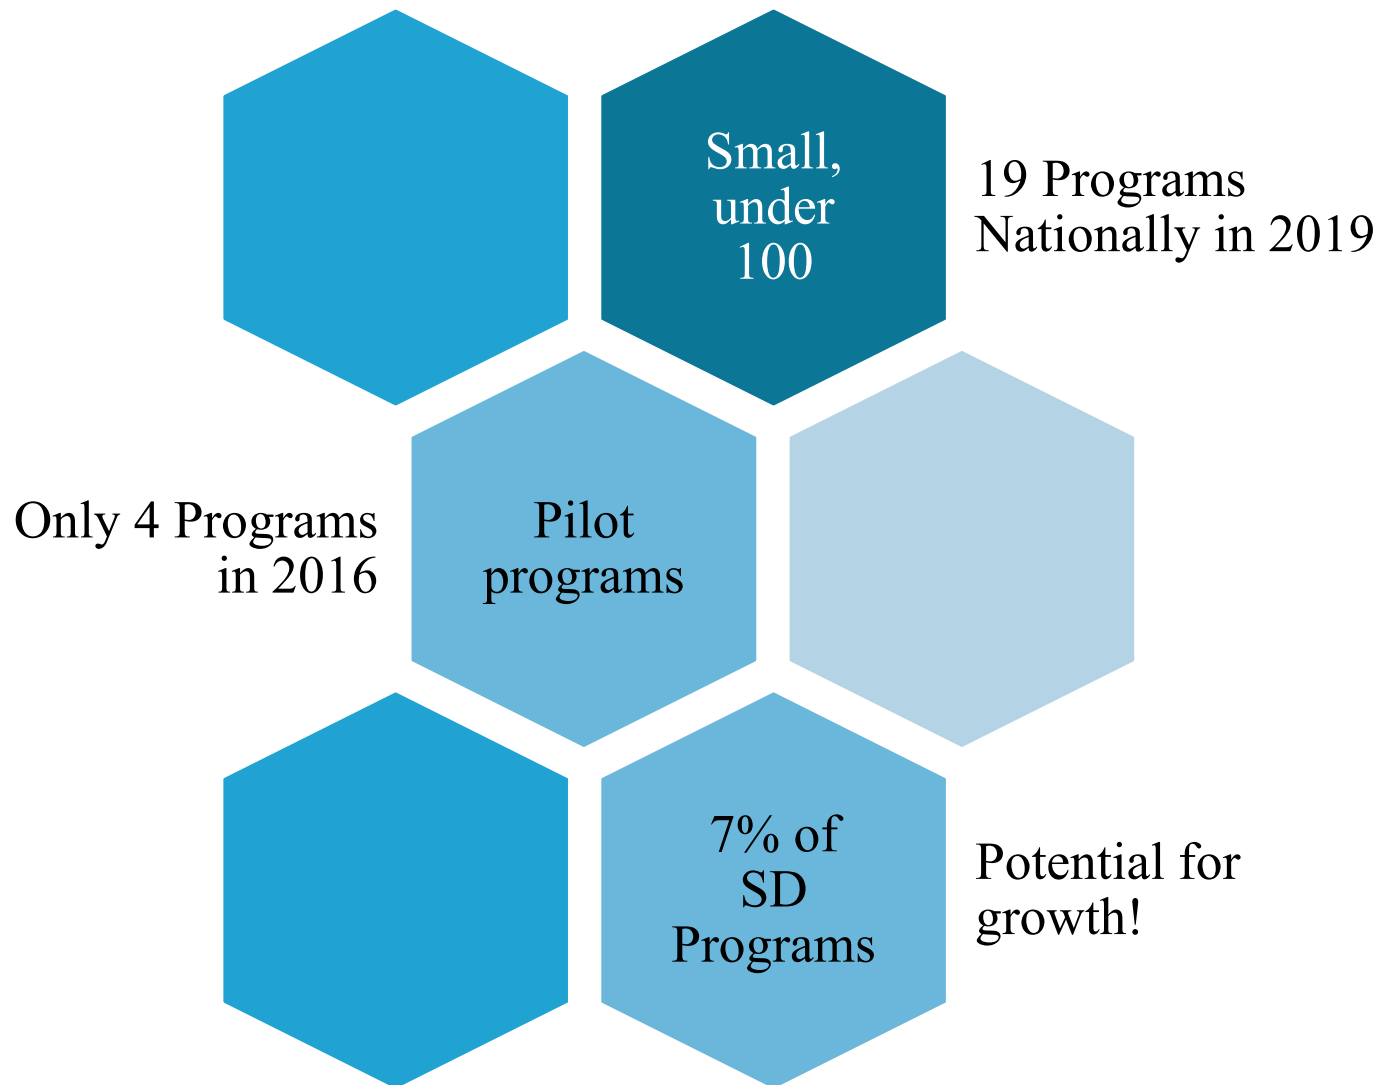 Small,
under
100
19 Programs
Nationally in 2019
Only 4 Programs
in 2016
Pilot
programs
7% of
SD
Programs
Potential for
growth!